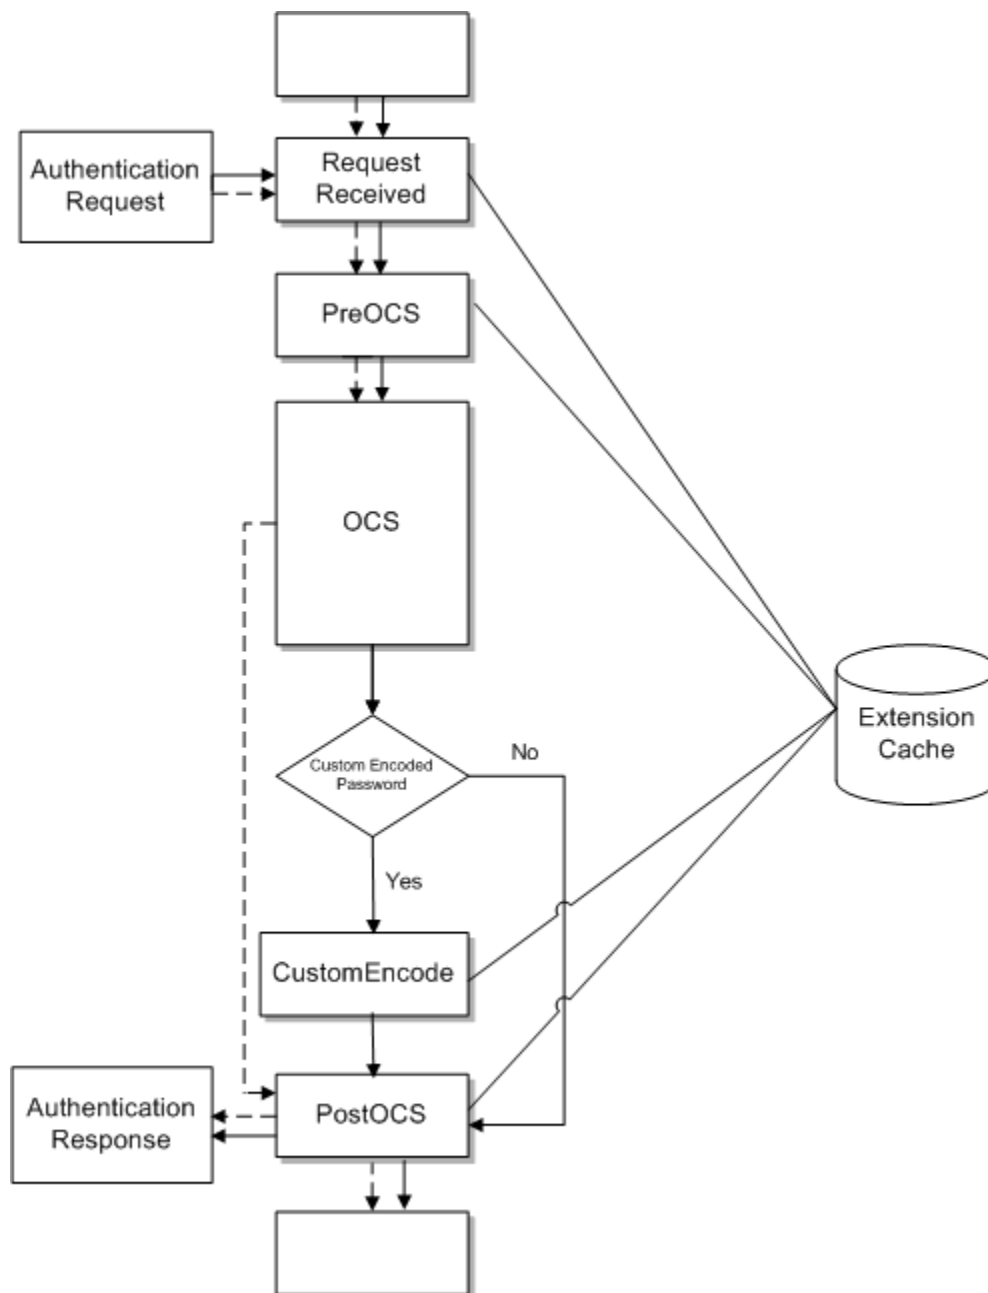 Authentication
Request
Request
Received
PreOCS
OCS
Extension
Cache
Custom Encoded
Password
No
Yes
CustomEncode
Authentication
Response
PostOCS